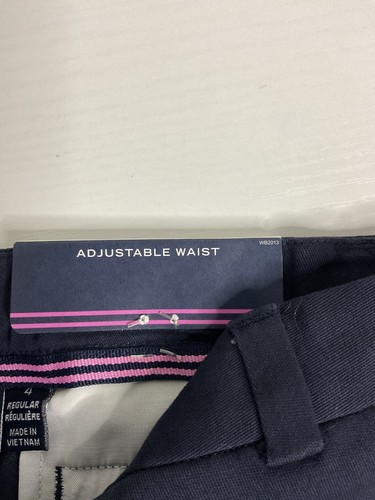 WB2013
ADJUSTABLE WAIST
4
REGULAR
RÉGULIÈRE
MADE IN
VIETNAM